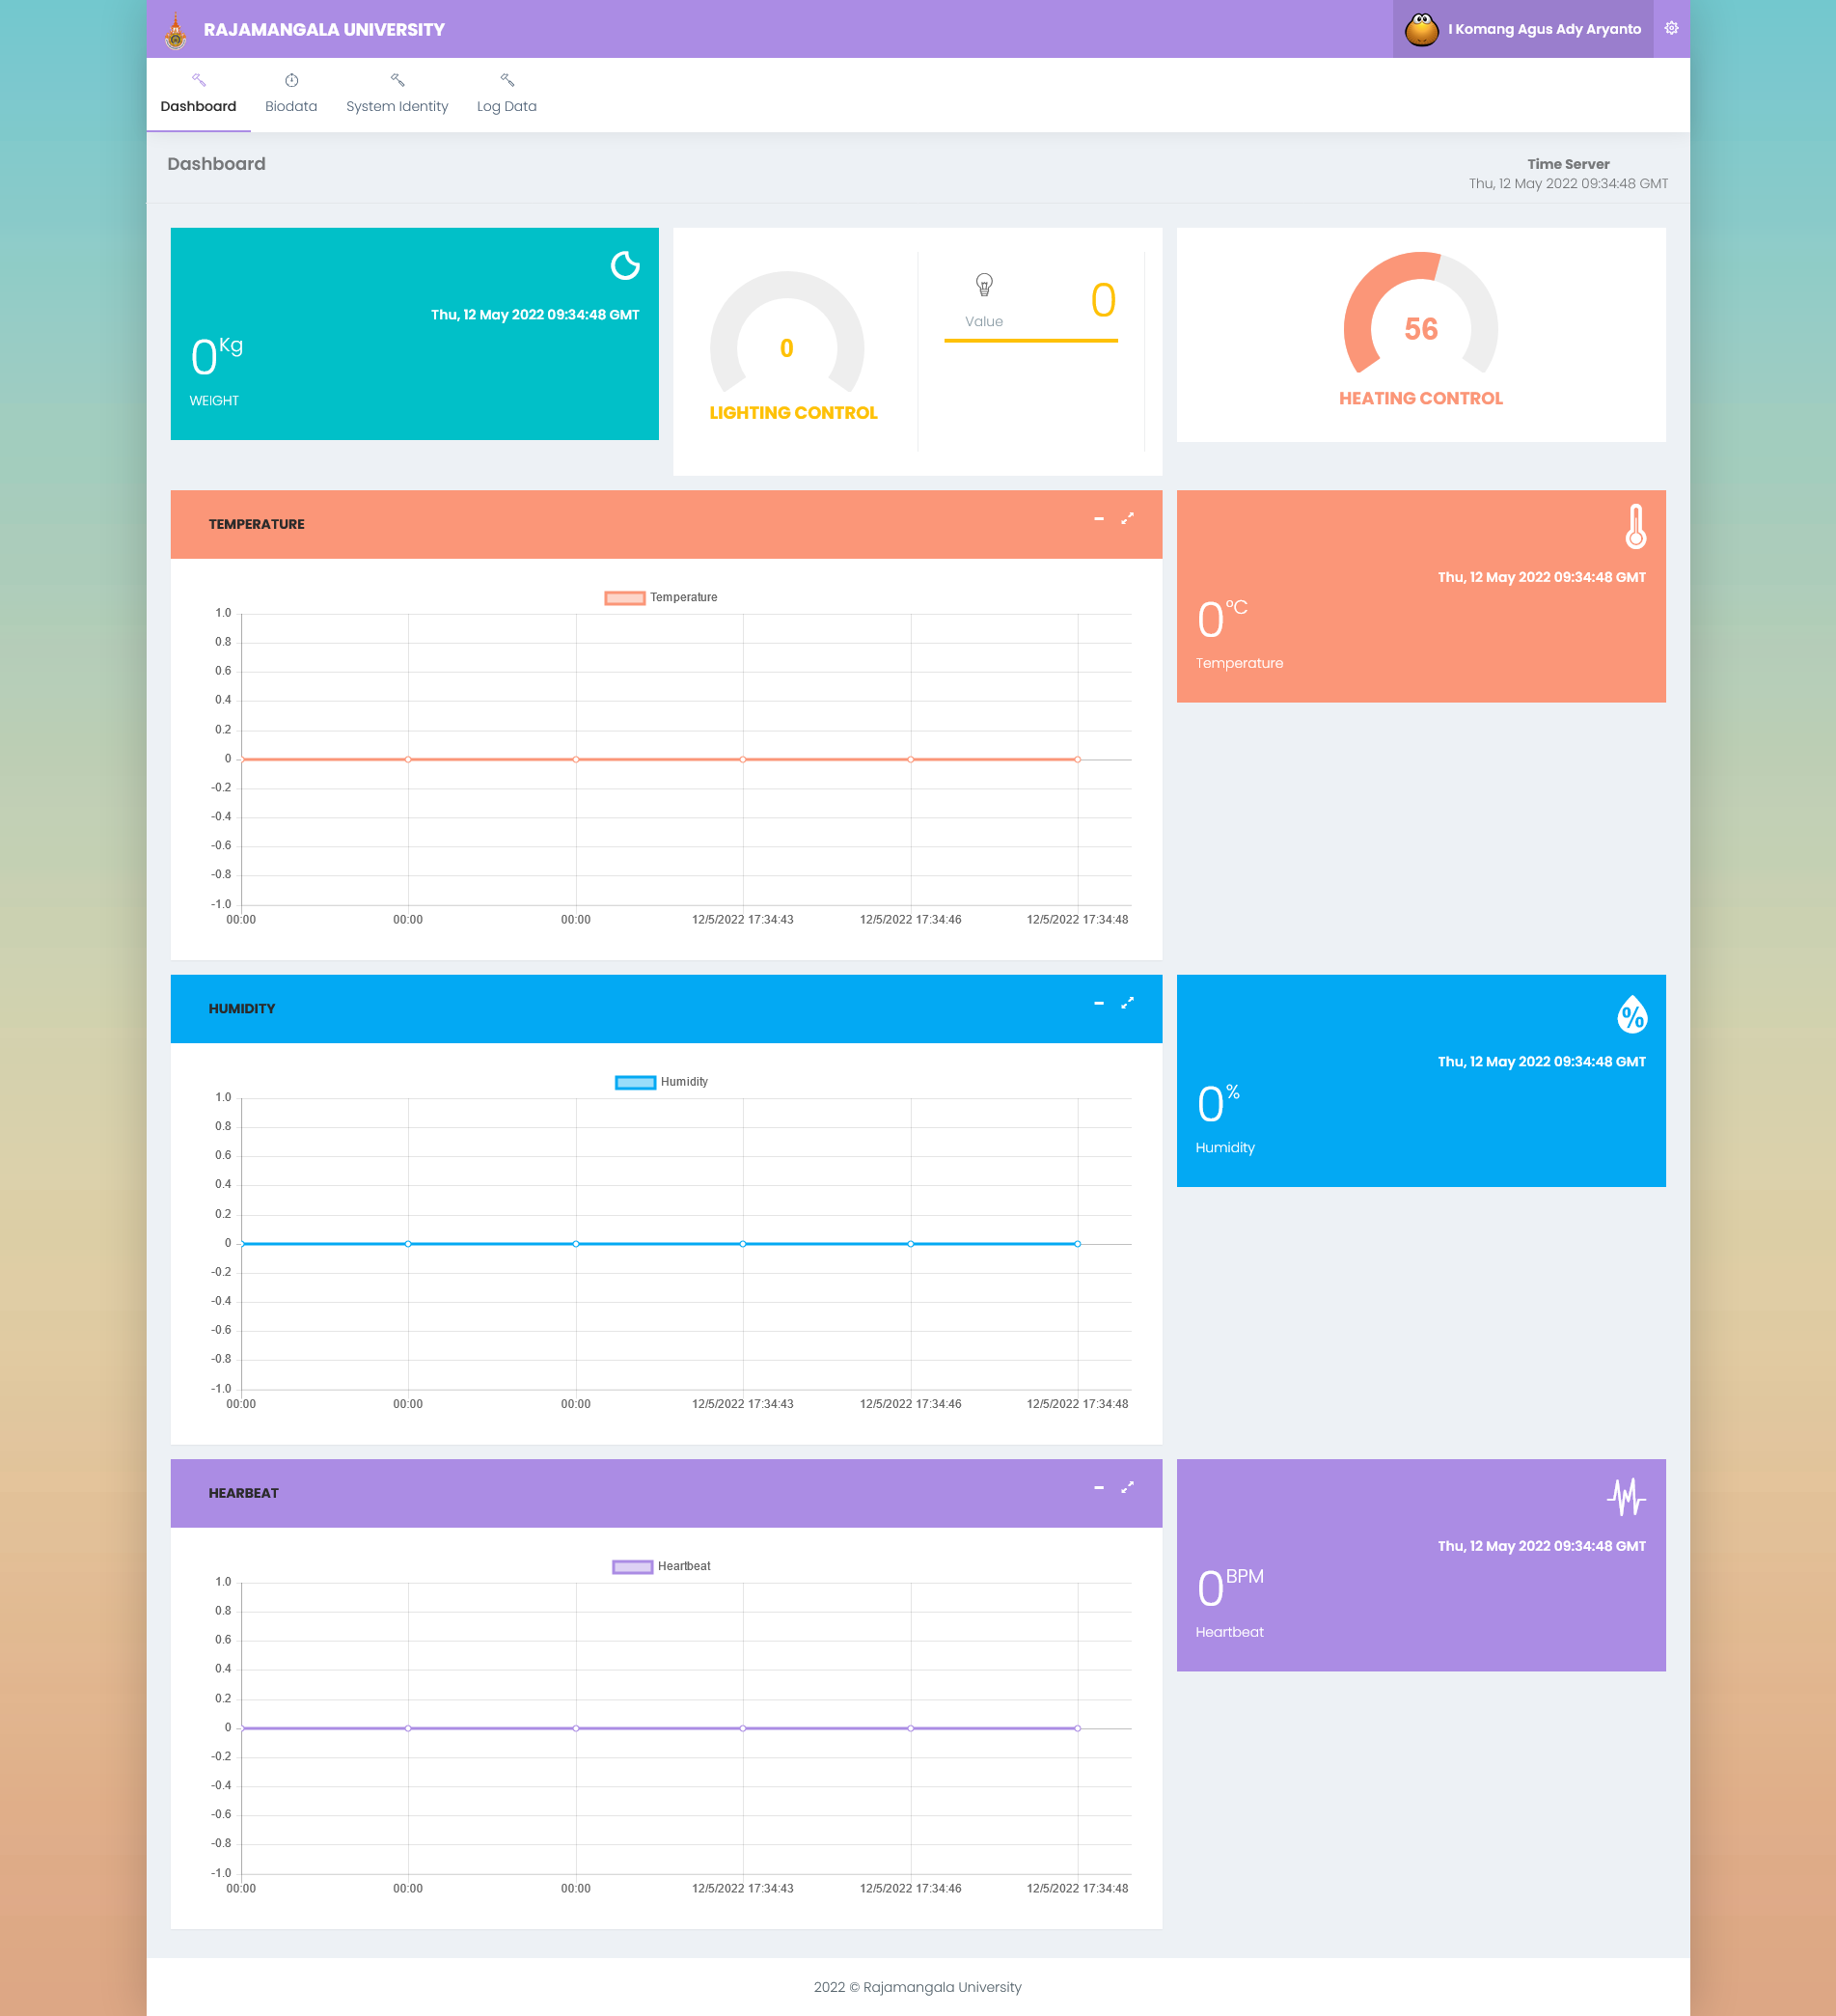 RAJAMANGALA UNIVERSITY
I Komang Agus Ady Aryanto
Dashboard
Biodata
System Identity
Log Data
Dashboard
Time Server
Thu, 12 May 2022 09:34:48 GMT
Thu, 12 May 2022 09:34:48 GMT
0Kg
WEIGHT
0
LIGHTING CONTROL
Value
0
56
HEATING CONTROL
TEMPERATURE
Temperature
1.0
0.8
0.6
0.4
0.2
0
-0.2
-0.4
-0.6
-0.8
-1.0
00:00 00:00 00:00 12/5/2022 17:34:43 12/5/2022 17:34:46 12/5/2022 17:34:48
Thu, 12 May 2022 09:34:48 GMT
0°C
Temperature
HUMIDITY
Humidity
1.0
0.8
0.6
0.4
0.2
0
-0.2
-0.4
-0.6
-0.8
-1.0
00:00 00:00 00:00 12/5/2022 17:34:43 12/5/2022 17:34:46 12/5/2022 17:34:48
%
Thu, 12 May 2022 09:34:48 GMT
0%
Humidity
HEARBEAT
Heartbeat
1.0
0.8
0.6
0.4
0.2
0
-0.2
-0.4
-0.6
-0.8
-1.0
00:00 00:00 00:00 12/5/2022 17:34:43 12/5/2022 17:34:46 12/5/2022 17:34:48
Thu, 12 May 2022 09:34:48 GMT
0BPM
Heartbeat
2022 © Rajamangala University